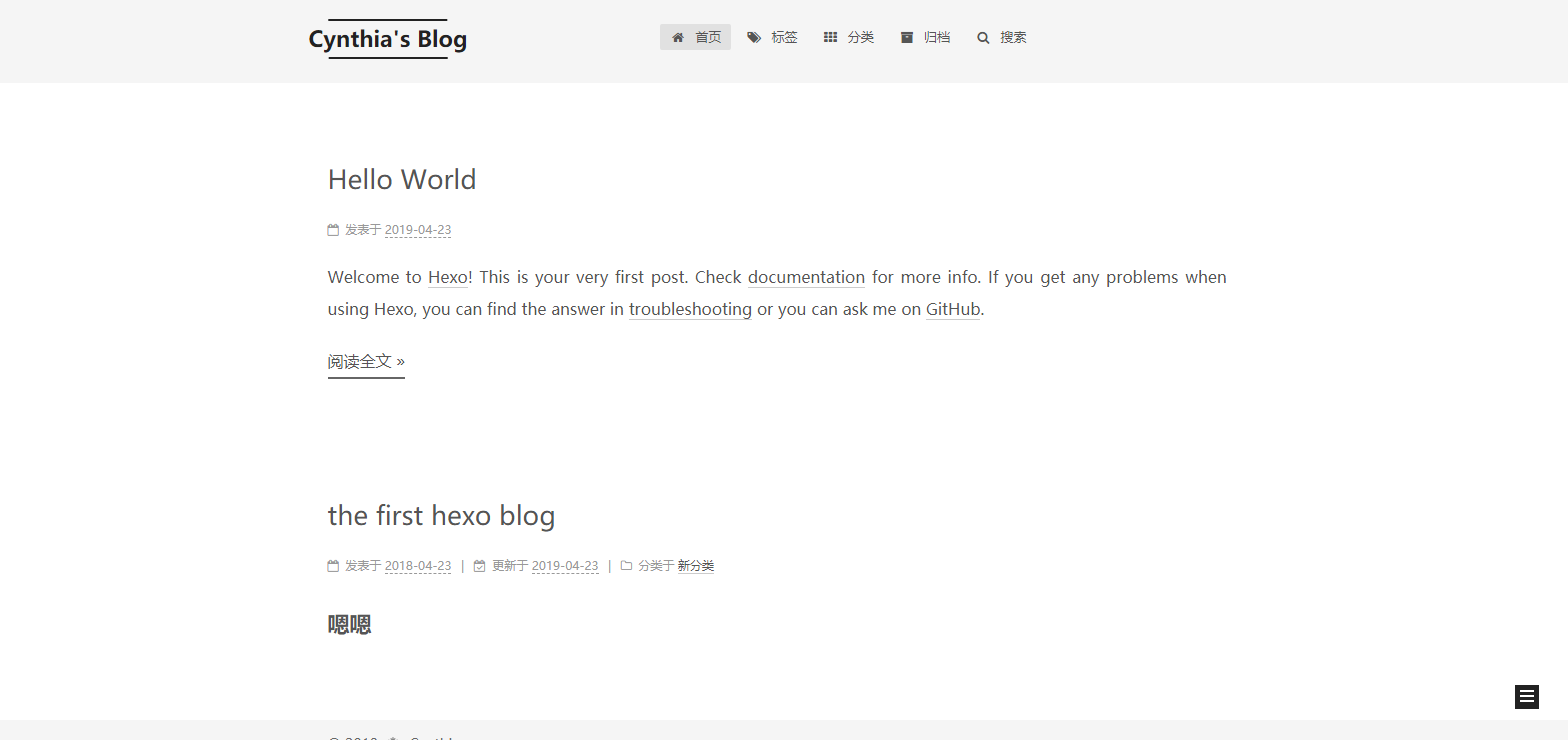 Cynthia's Blog
首页 标签 分类 归档 搜索
Hello World
发表于 2019-04-23
Welcome to Hexo! This is your very first post. Check documentation for more info. If you get any problems when
using Hexo, you can find the answer in troubleshooting or you can ask me on GitHub.
阅读全文 »
the first hexo blog
发表于 2018-04-23 | 更新于 2019-04-23 | 分类于 新分类
嗯嗯